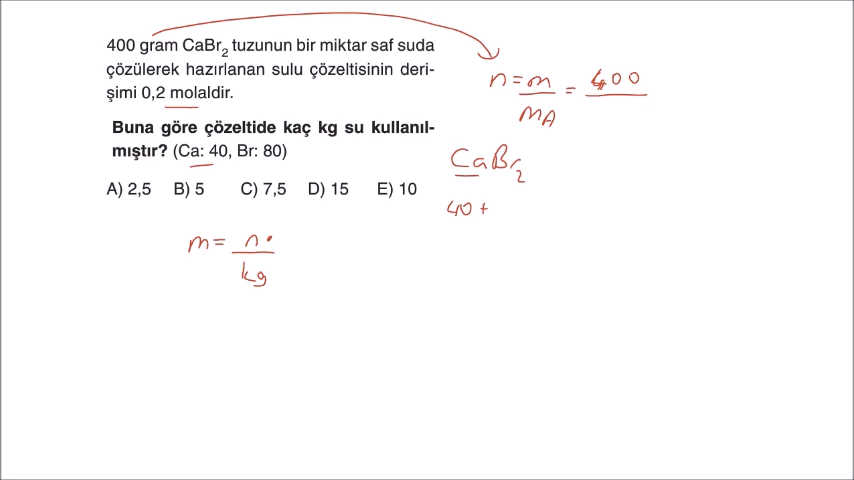 400 gram CaBr₂ tuzunun bir miktar saf suda
çözülerek hazırlanan sulu çözeltisinin deri-
şimi 0,2 molaldir.
Buna göre çözeltide kaç kg su kullanıl-
mıştır? (Ca: 40, Br: 80)
A) 2,5 B) 5 C) 7,5 D) 15 E) 10
n = m / MA = 400
CaBr₂
40 +
m = n / kg